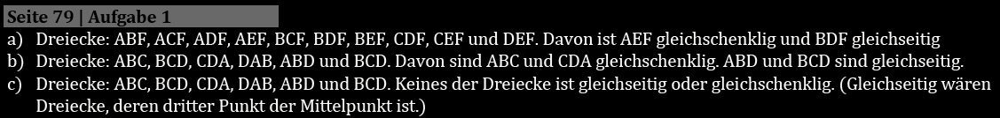 Seite 79 | Aufgabe 1
a) Dreiecke: ABF, ACF, ADF, AEF, BCF, BDF, BEF, CDF, CEF und DEF. Davon ist AEF gleichschenklig und BDF gleichseitig
b) Dreiecke: ABC, BCD, CDA, DAB, ABD und BCD. Davon sind ABC und CDA gleichschenklig. ABD und BCD sind gleichseitig.
c) Dreiecke: ABC, BCD, CDA, DAB, ABD und BCD. Keines der Dreiecke ist gleichseitig oder gleichschenklig. (Gleichseitig wären
Dreiecke, deren dritter Punkt der Mittelpunkt ist.)